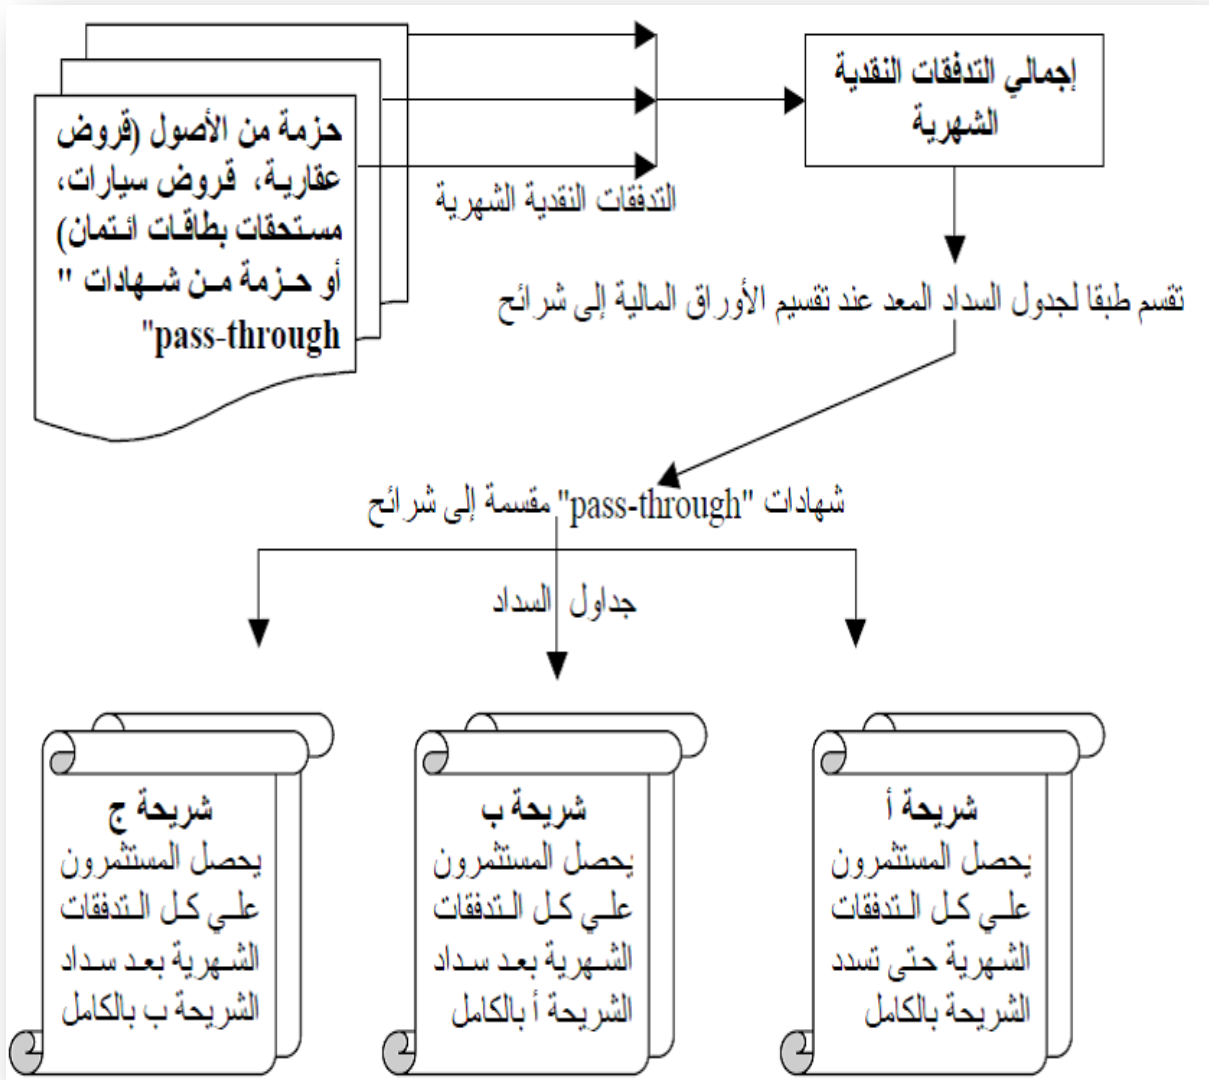 حزمة من الأصول (قروض
عقارية، قروض سيارات،
مستحقات بطاقات ائتمان)
أو حزمة من شهادات "
pass-through"
التدفقات النقدية الشهرية
إجمالي التدفقات النقدية
الشهرية
تقسم طبقا لجدول السداد المعد عند تقسيم الأوراق المالية إلى شرائح
شهادات "pass-through" مقسمة إلى شرائح
جداول السداد
شريحة أ
يحصل المستثمرون
علي كل التدفقات
الشهرية حتى تسدد
الشريحة بالكامل
شريحة ب
يحصل المستثمرون
علي كل التدفقات
الشهرية بعد سداد
الشريحة أ بالكامل
شريحة ج
يحصل المستثمرون
علي كل التدفقات
الشهرية بعد سداد
الشريحة ب بالكامل